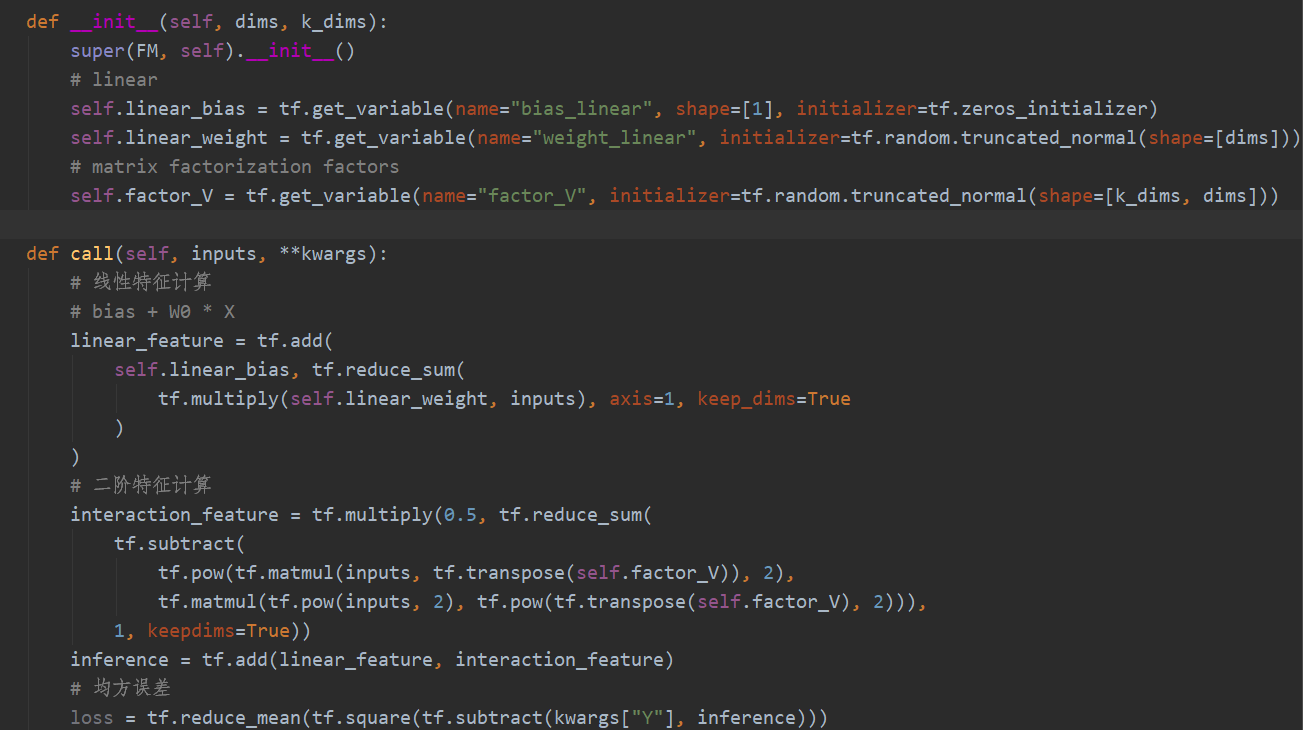 def __init__(self, dims, k_dims):
super(FM, self).__init__()
# linear
self.linear_bias = tf.get_variable(name="bias_linear", shape=[1], initializer=tf.zeros_initializer)
self.linear_weight = tf.get_variable(name="weight_linear", initializer=tf.random.truncated_normal(shape=[dims]))
# matrix factorization factors
self.factor_V = tf.get_variable(name="factor_V", initializer=tf.random.truncated_normal(shape=[k_dims, dims]))
def call(self, inputs, **kwargs):
# 线性特征计算
# bias + W0 * X
linear_feature = tf.add(
self.linear_bias, tf.reduce_sum(
tf.multiply(self.linear_weight, inputs), axis=1, keep_dims=True
)
)
# 二阶特征计算
interaction_feature = tf.multiply(0.5, tf.reduce_sum(
tf.subtract(
tf.pow(tf.matmul(inputs, tf.transpose(self.factor_V)), 2),
tf.matmul(tf.pow(inputs, 2), tf.pow(tf.transpose(self.factor_V), 2))),
1, keepdims=True))
inference = tf.add(linear_feature, interaction_feature)
# 均方误差
loss = tf.reduce_mean(tf.square(tf.subtract(kwargs["Y"], inference)))